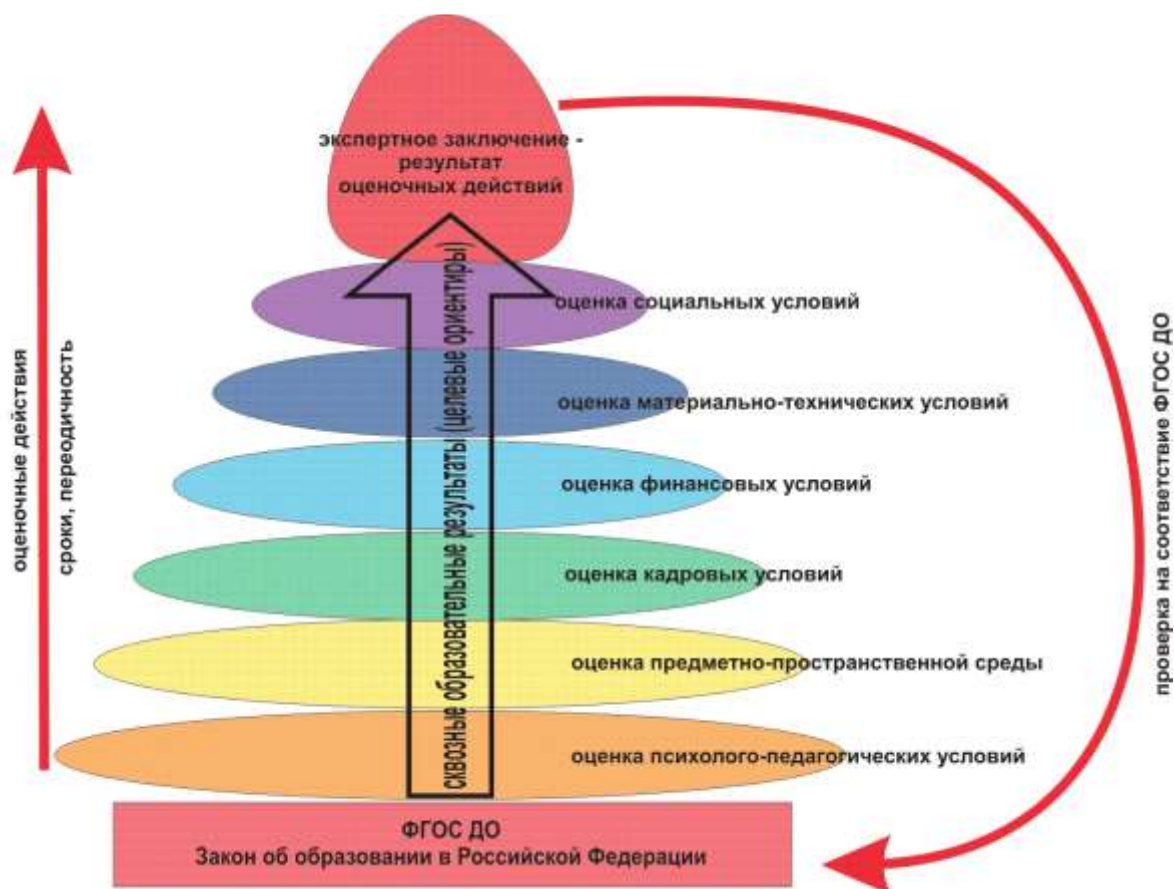 экспертное заключение -
результат
оценочных действий
оценка социальных условий
оценка материально-технических условий
оценка финансовых условий
оценка кадровых условий
оценка предметно-пространственной среды
оценка психолого-педагогических условий
сквозные образовательные результаты (целевые ориентиры)
оценочные действия
сроки, переодичность
проверка на соответствие ФГОС ДО
ФГОС ДО
Закон об образовании в Российской Федерации